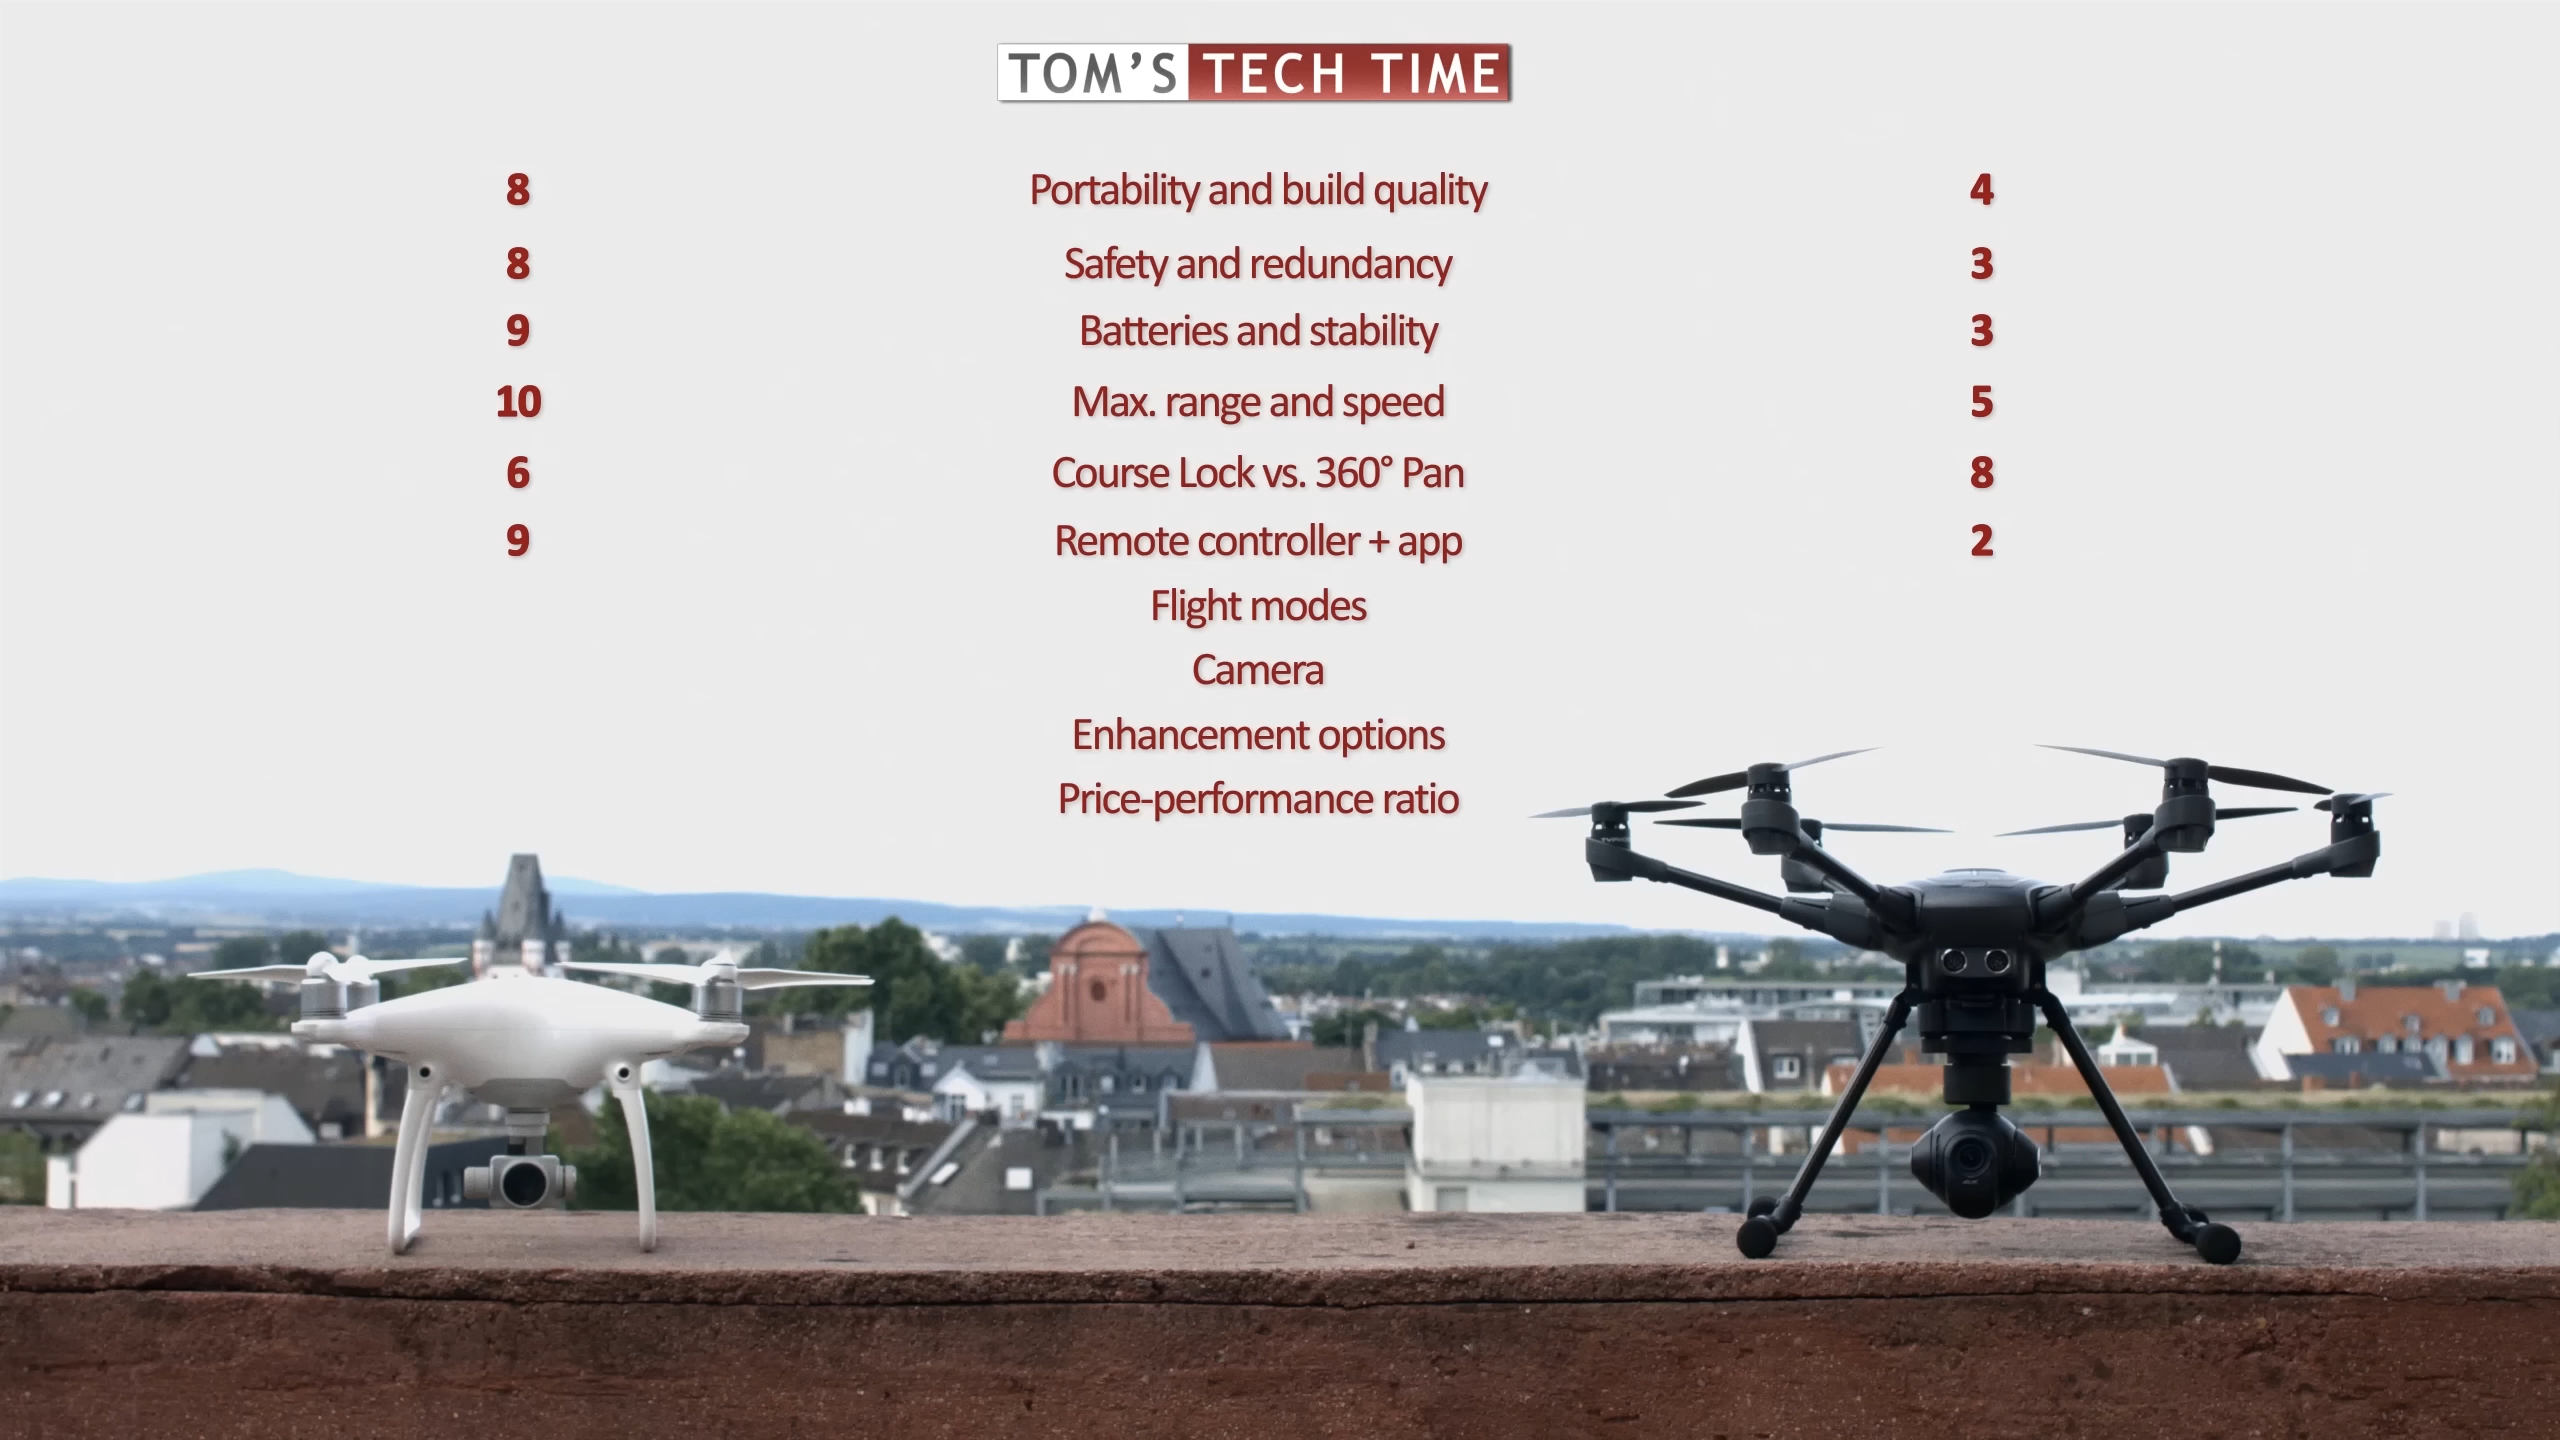 TOM'S TECH TIME
8 Portability and build quality 4
8 Safety and redundancy 3
9 Batteries and stability 3
10 Max. range and speed 5
6 Course Lock vs. 360° Pan 8
9 Remote controller + app 2
Flight modes
Camera
Enhancement options
Price-performance ratio